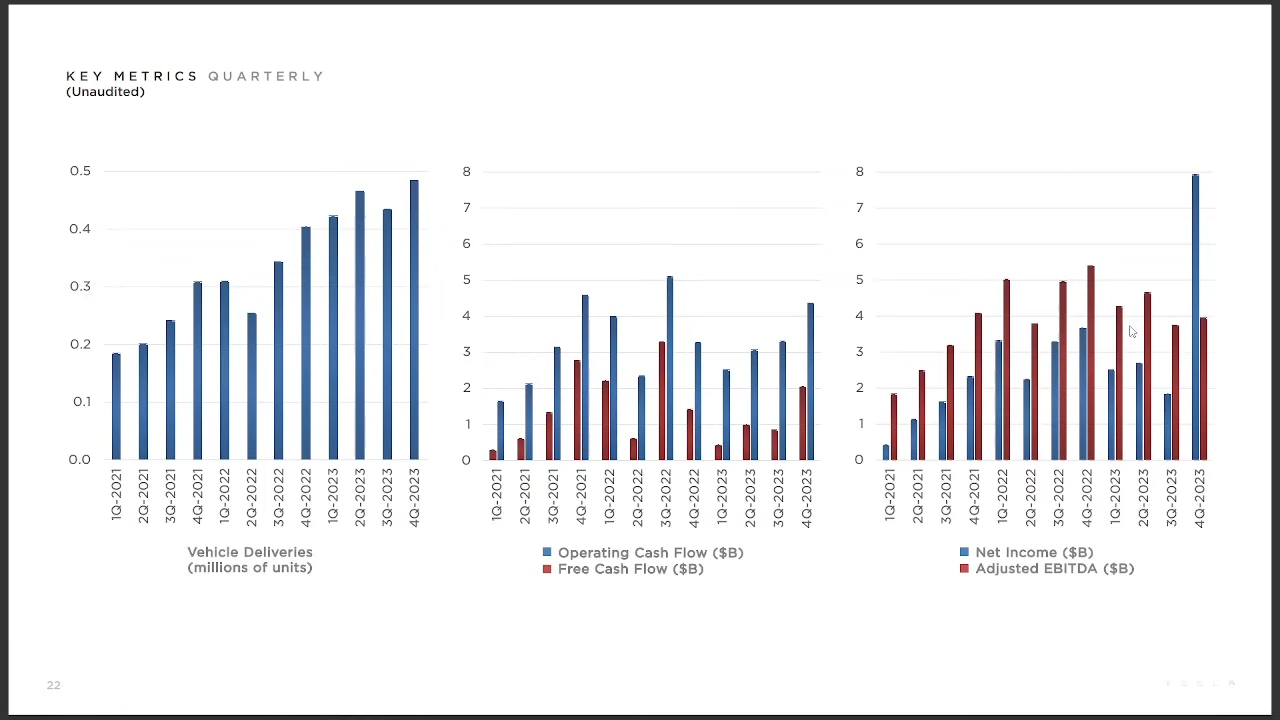 KEY METRICS QUARTERLY
(Unaudited)
0.5
0.4
0.3
0.2
0.1
0.0
1Q-2021
2Q-2021
3Q-2021
4Q-2021
1Q-2022
2Q-2022
3Q-2022
4Q-2022
1Q-2023
2Q-2023
3Q-2023
4Q-2023
Vehicle Deliveries
(millions of units)
8
7
6
5
4
3
2
1
0
1Q-2021
2Q-2021
3Q-2021
4Q-2021
1Q-2022
2Q-2022
3Q-2022
4Q-2022
1Q-2023
2Q-2023
3Q-2023
4Q-2023
Operating Cash Flow ($B)
Free Cash Flow ($B)
8
7
6
5
4
3
2
1
0
1Q-2021
2Q-2021
3Q-2021
4Q-2021
1Q-2022
2Q-2022
3Q-2022
4Q-2022
1Q-2023
2Q-2023
3Q-2023
4Q-2023
Net Income ($B)
Adjusted EBITDA ($B)
22